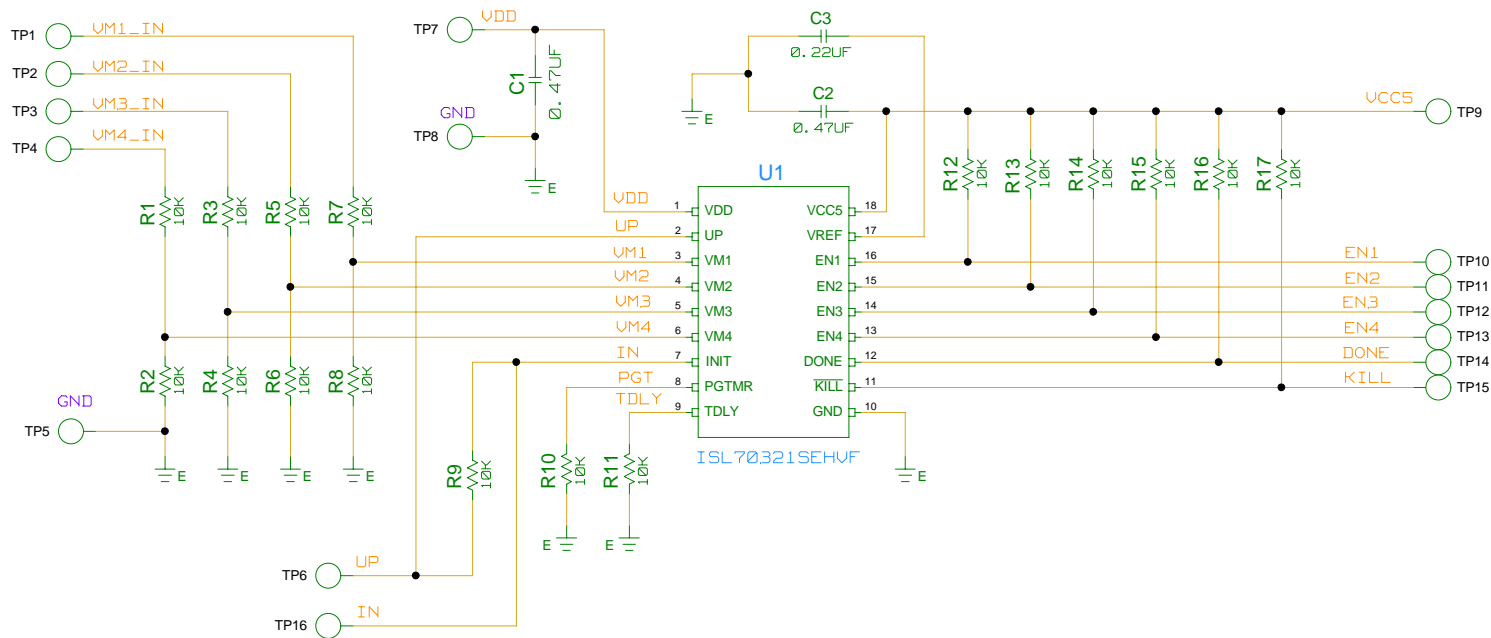 TP1 VM1_IN
TP2 VM2_IN
TP3 VM3_IN
TP4 VM4_IN
TP7 VDD
C1 0.47UF
GND
TP8
E
C3
0.22UF
C2
0.47UF
E
VCC5
TP9
R1 10K
R3 10K
R5 10K
R7 10K
R12 10K
R13 10K
R14 10K
R15 10K
R16 10K
R17 10K
U1
VDD 1 VDD VCC5 18
UP 2 UP VREF 17
VM1 3 VM1 EN1 16 EN1 TP10
VM2 4 VM2 EN2 15 EN2 TP11
VM3 5 VM3 EN3 14 EN3 TP12
VM4 6 VM4 EN4 13 EN4 TP13
IN 7 INIT DONE 12 DONE TP14
PGT 8 PGTMR KILL 11 KILL TP15
TDLY 9 TDLY GND 10
ISL70321SEHVF
R2 10K
R4 10K
R6 10K
R8 10K
GND
TP5
E
E
E
E
R9 10K
R10 10K
R11 10K
E
E
E
TP6 UP
TP16 IN